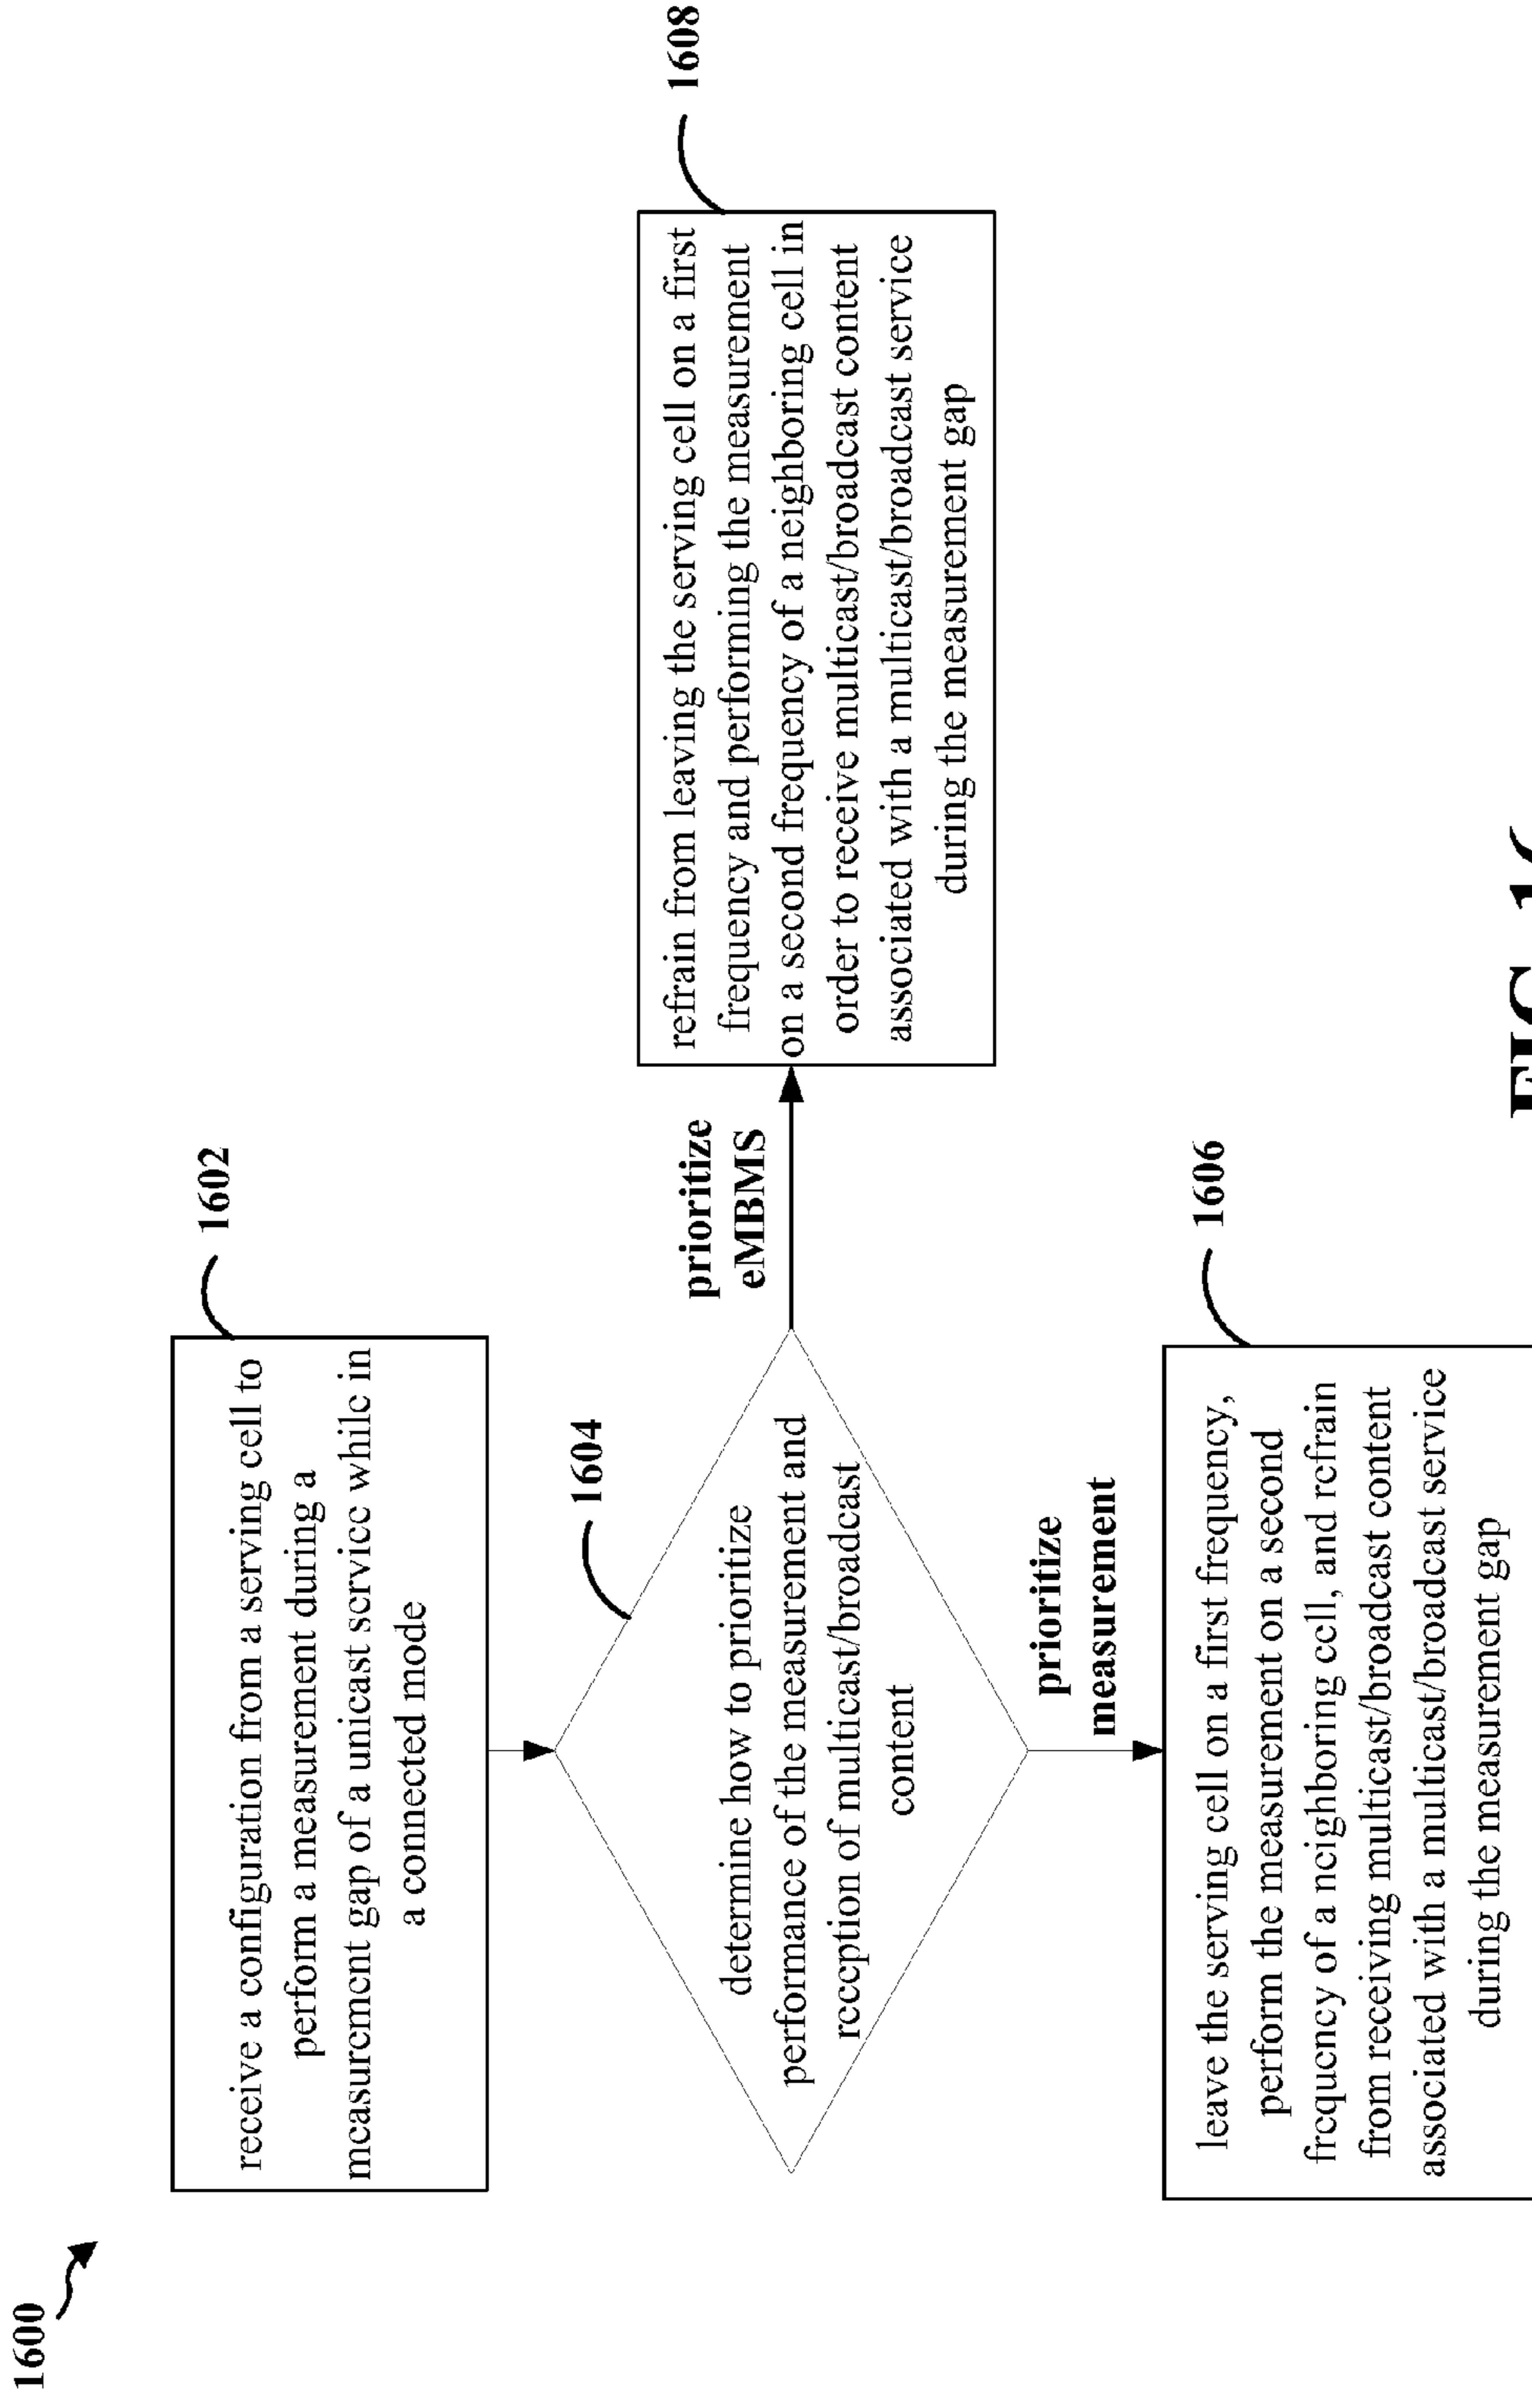 1600
1602
receive a configuration from a serving cell to
perform a measurement during a
measurement gap of a unicast service while in
a connected mode
1604
determine how to prioritize
performance of the measurement and
reception of multicast/broadcast
content
prioritize
eMBMS
1608
refrain from leaving the serving cell on a first
frequency and performing the measurement
on a second frequency of a neighboring cell in
order to receive multicast/broadcast content
associated with a multicast/broadcast service
during the measurement gap
prioritize
measurement
1606
leave the serving cell on a first frequency,
perform the measurement on a second
frequency of a neighboring cell, and refrain
from receiving multicast/broadcast content
associated with a multicast/broadcast service
during the measurement gap